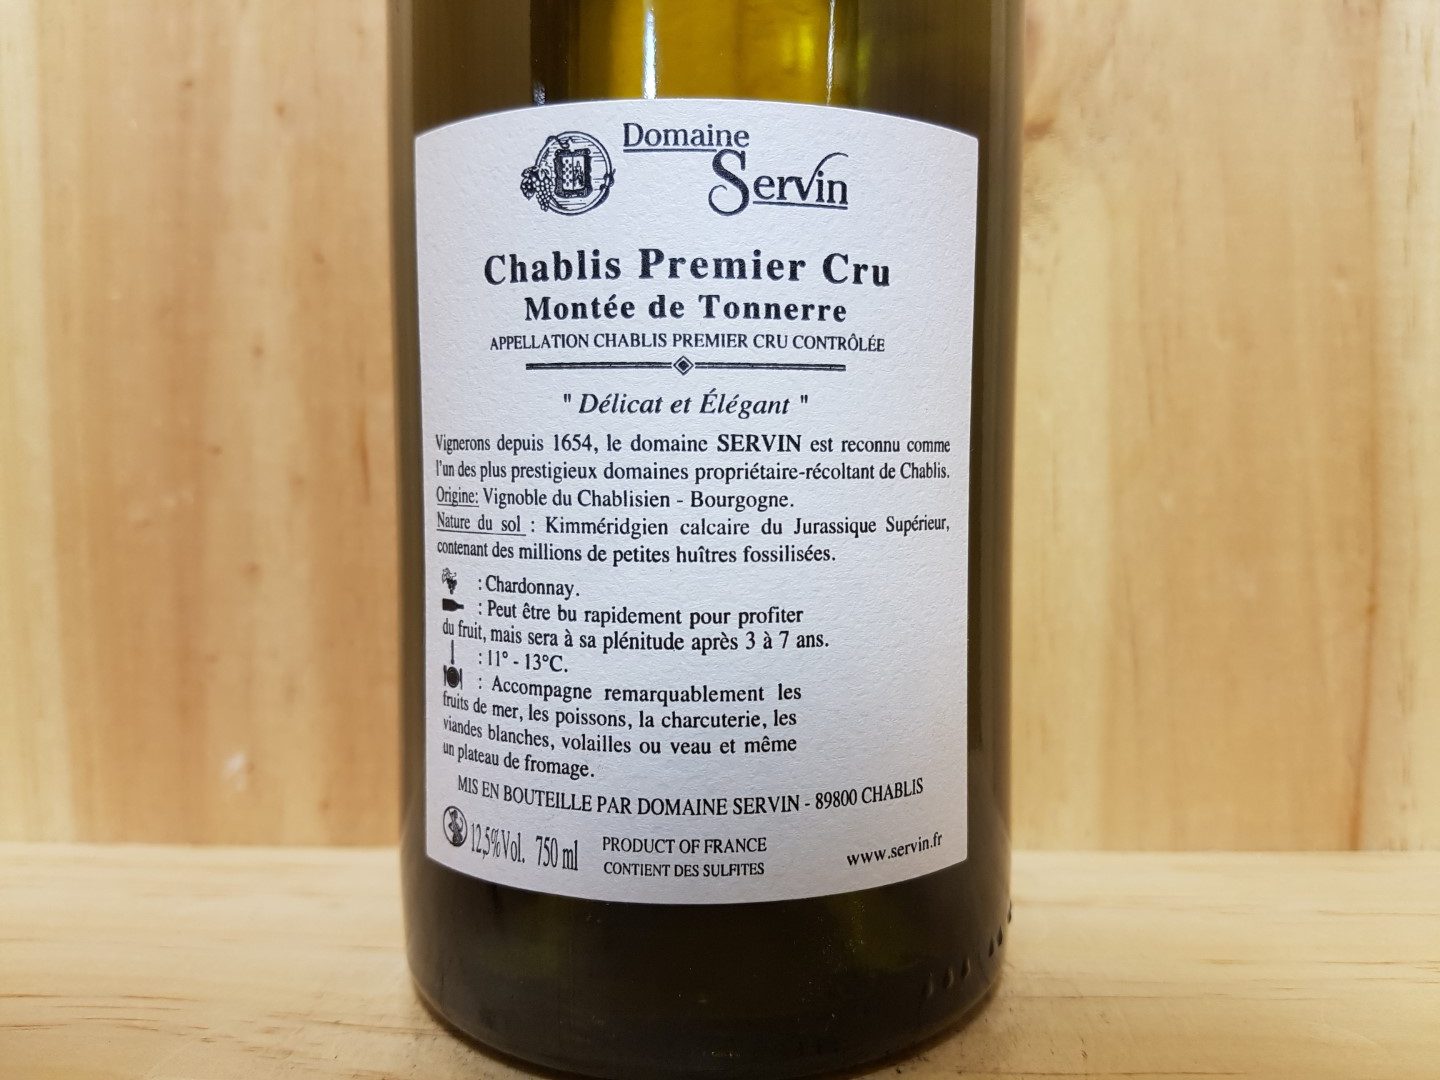 Domaine
Servin
Chablis Premier Cru
Montée de Tonnerre
APPELLATION CHABLIS PREMIER CRU CONTRÔLÉE
" Délicat et Élégant "
Vignerons depuis 1654, le domaine SERVIN est reconnu comme
l'un des plus prestigieux domaines propriétaire-récoltant de Chablis.
Origine: Vignoble du Chablisien - Bourgogne.
Nature du sol : Kimméridgien calcaire du Jurassique Supérieur,
contenant des millions de petites huîtres fossilisées.
: Chardonnay.
: Peut être bu rapidement pour profiter
du fruit, mais sera à sa plénitude après 3 à 7 ans.
: 11° - 13°C.
: Accompagne remarquablement les
fruits de mer, les poissons, la charcuterie, les
viandes blanches, volailles ou veau et même
un plateau de fromage.
MIS EN BOUTEILLE PAR DOMAINE SERVIN - 89800 CHABLIS
12,5%Vol. 750 ml
PRODUCT OF FRANCE
CONTIENT DES SULFITES
www.servin.fr